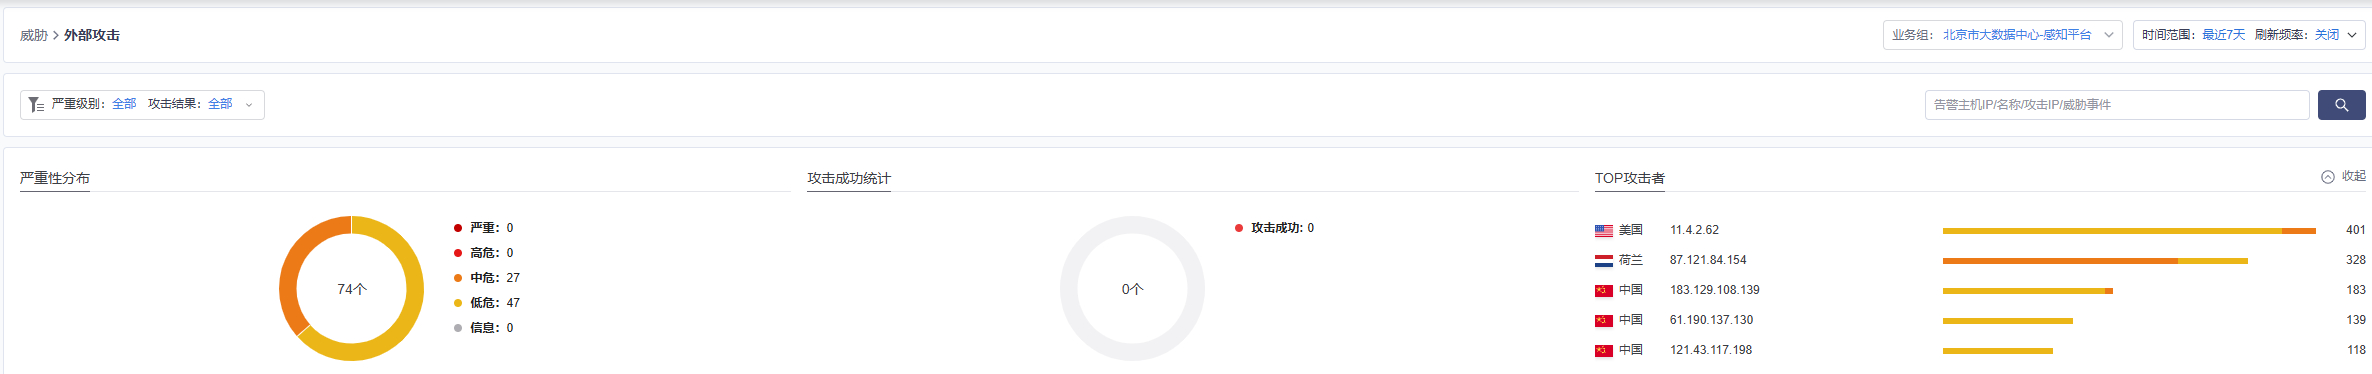 威胁 > 外部攻击
业务组： 北京市大数据中心-感知平台
时间范围： 最近7天 刷新频率： 关闭
严重级别： 全部 攻击结果： 全部
告警主机IP/名称/攻击IP/威胁事件
严重性分布
74个
严重： 0
高危： 0
中危： 27
低危： 47
信息： 0
攻击成功统计
0个
攻击成功: 0
TOP攻击者
收起
美国 11.4.2.62 401
荷兰 87.121.84.154 328
中国 183.129.108.139 183
中国 61.190.137.130 139
中国 121.43.117.198 118